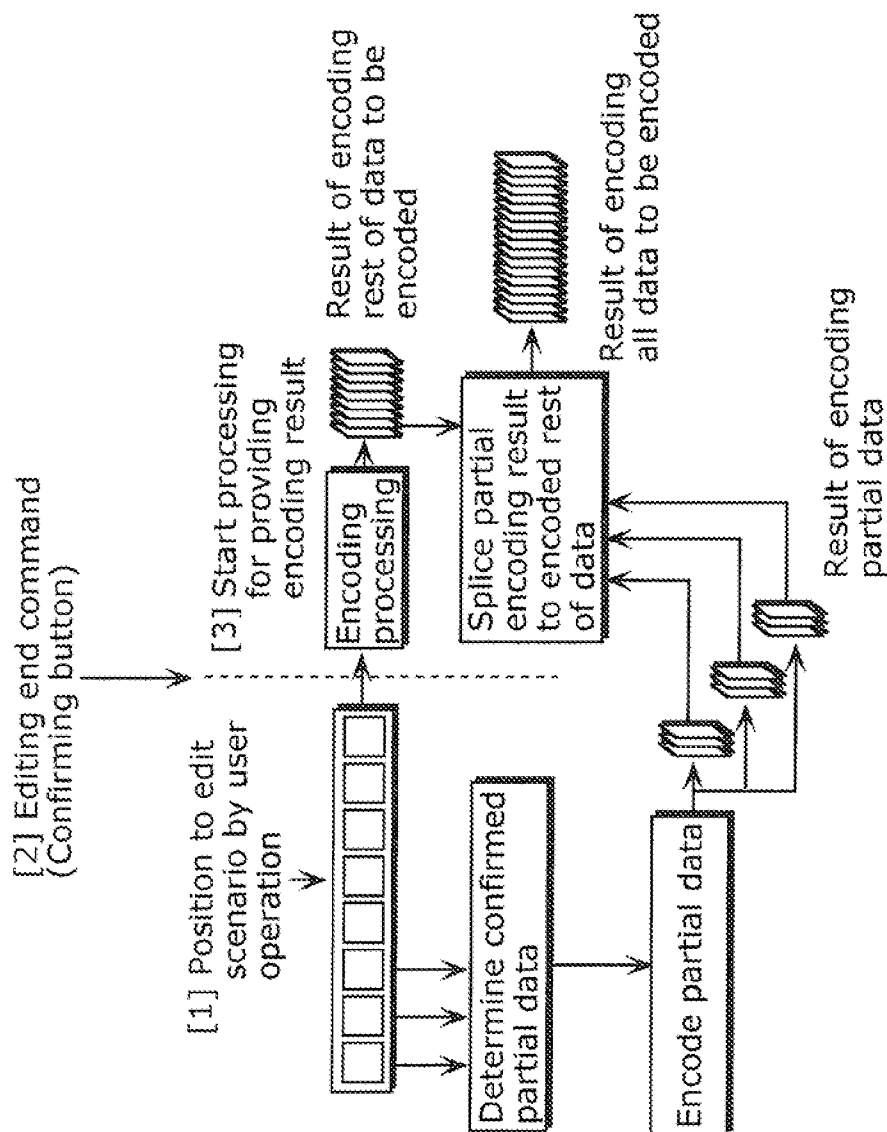 [2] Editing end command
(Confirming button)
[1] Position to edit
scenario by user
operation
[3] Start processing
for providing
encoding result
Encoding
processing
Result of encoding
rest of data to be
encoded
Determine confirmed
partial data
Splice partial
encoding result
to encoded rest
of data
Result of encoding
all data to be encoded
Encode partial data
Result of encoding
partial data